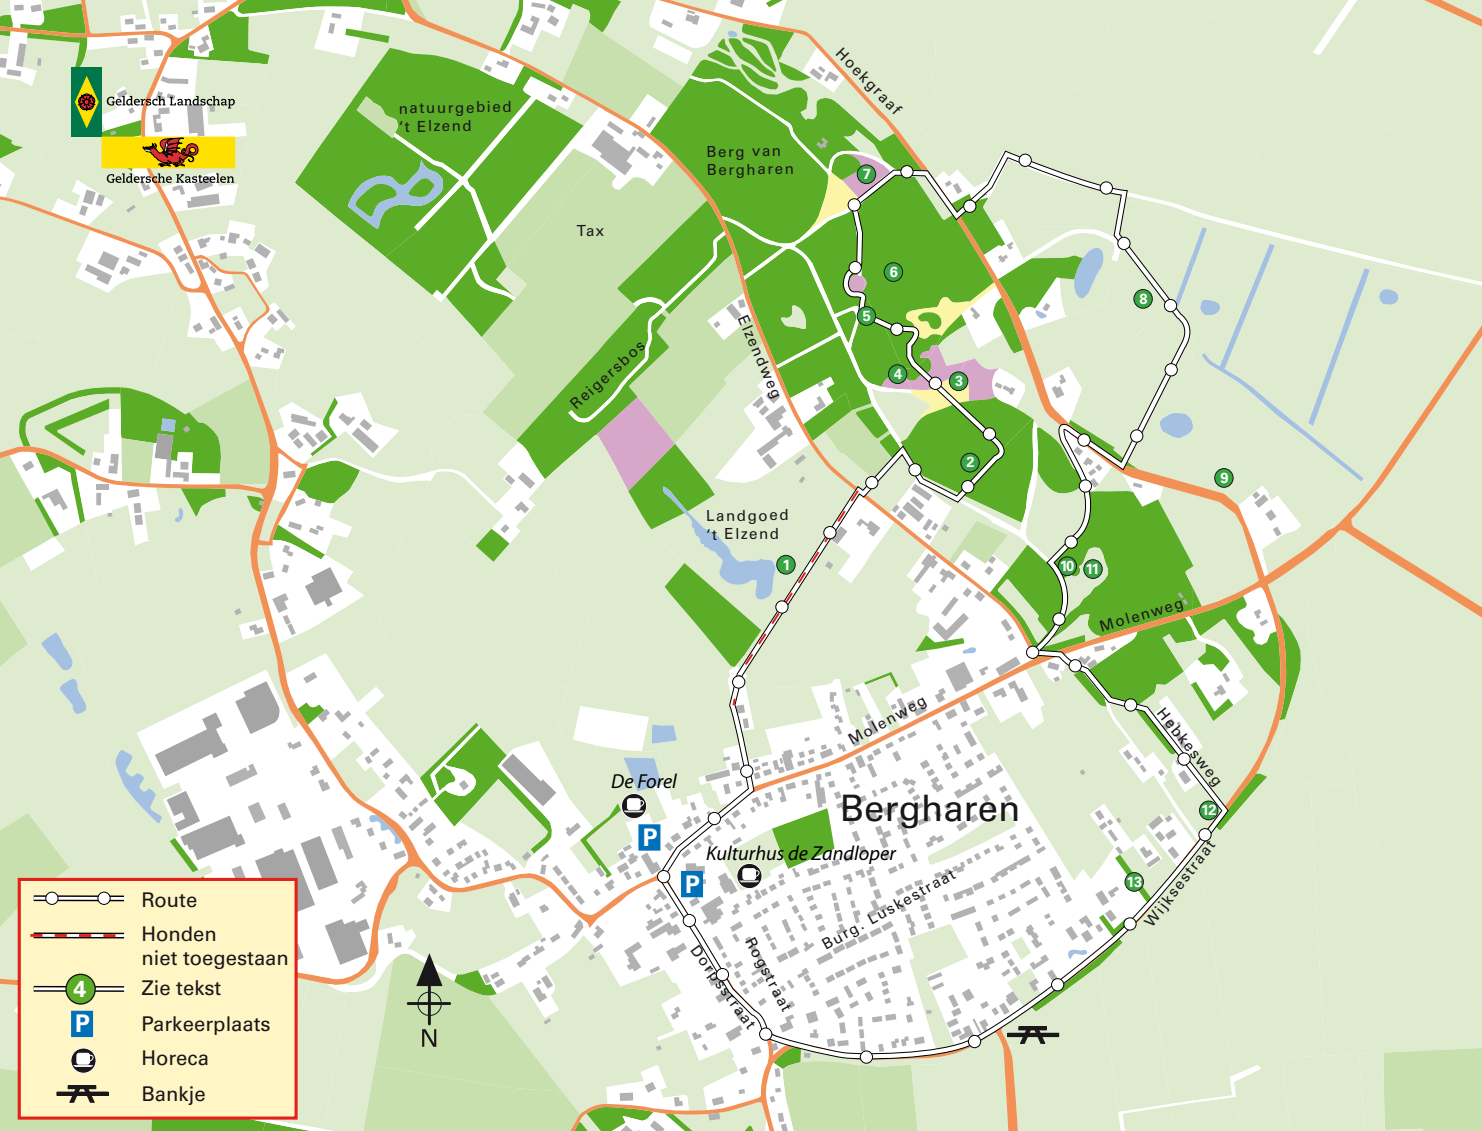 Geldersch Landschap
Geldersche Kasteelen
natuurgebied
't Elzend
Berg van
Bergharen
Hoekgraaf
Tax
Elzendweg
Reigersbos
Landgoed
't Elzend
7
6
5
8
4
3
2
9
1
10
11
Molenweg
Molenweg
Hebkesweg
De Forel
P
Bergharen
Kulturhus de Zandloper
P
12
13
Burg. Luskestraat
Wijksestraat
Rogstraat
Dorpsstraat
N
Route
Honden
niet toegestaan
4
Zie tekst
P
Parkeerplaats
Horeca
Bankje